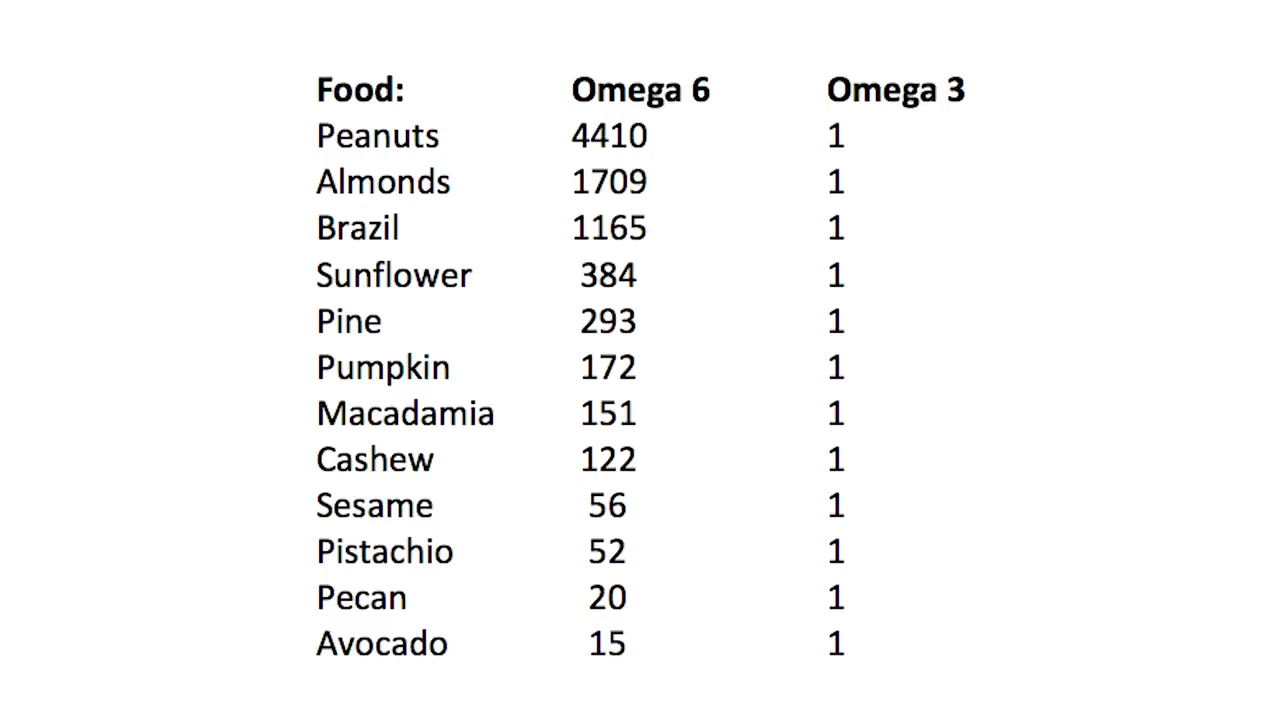 Food: Omega 6 Omega 3
Peanuts 4410 1
Almonds 1709 1
Brazil 1165 1
Sunflower 384 1
Pine 293 1
Pumpkin 172 1
Macadamia 151 1
Cashew 122 1
Sesame 56 1
Pistachio 52 1
Pecan 20 1
Avocado 15 1